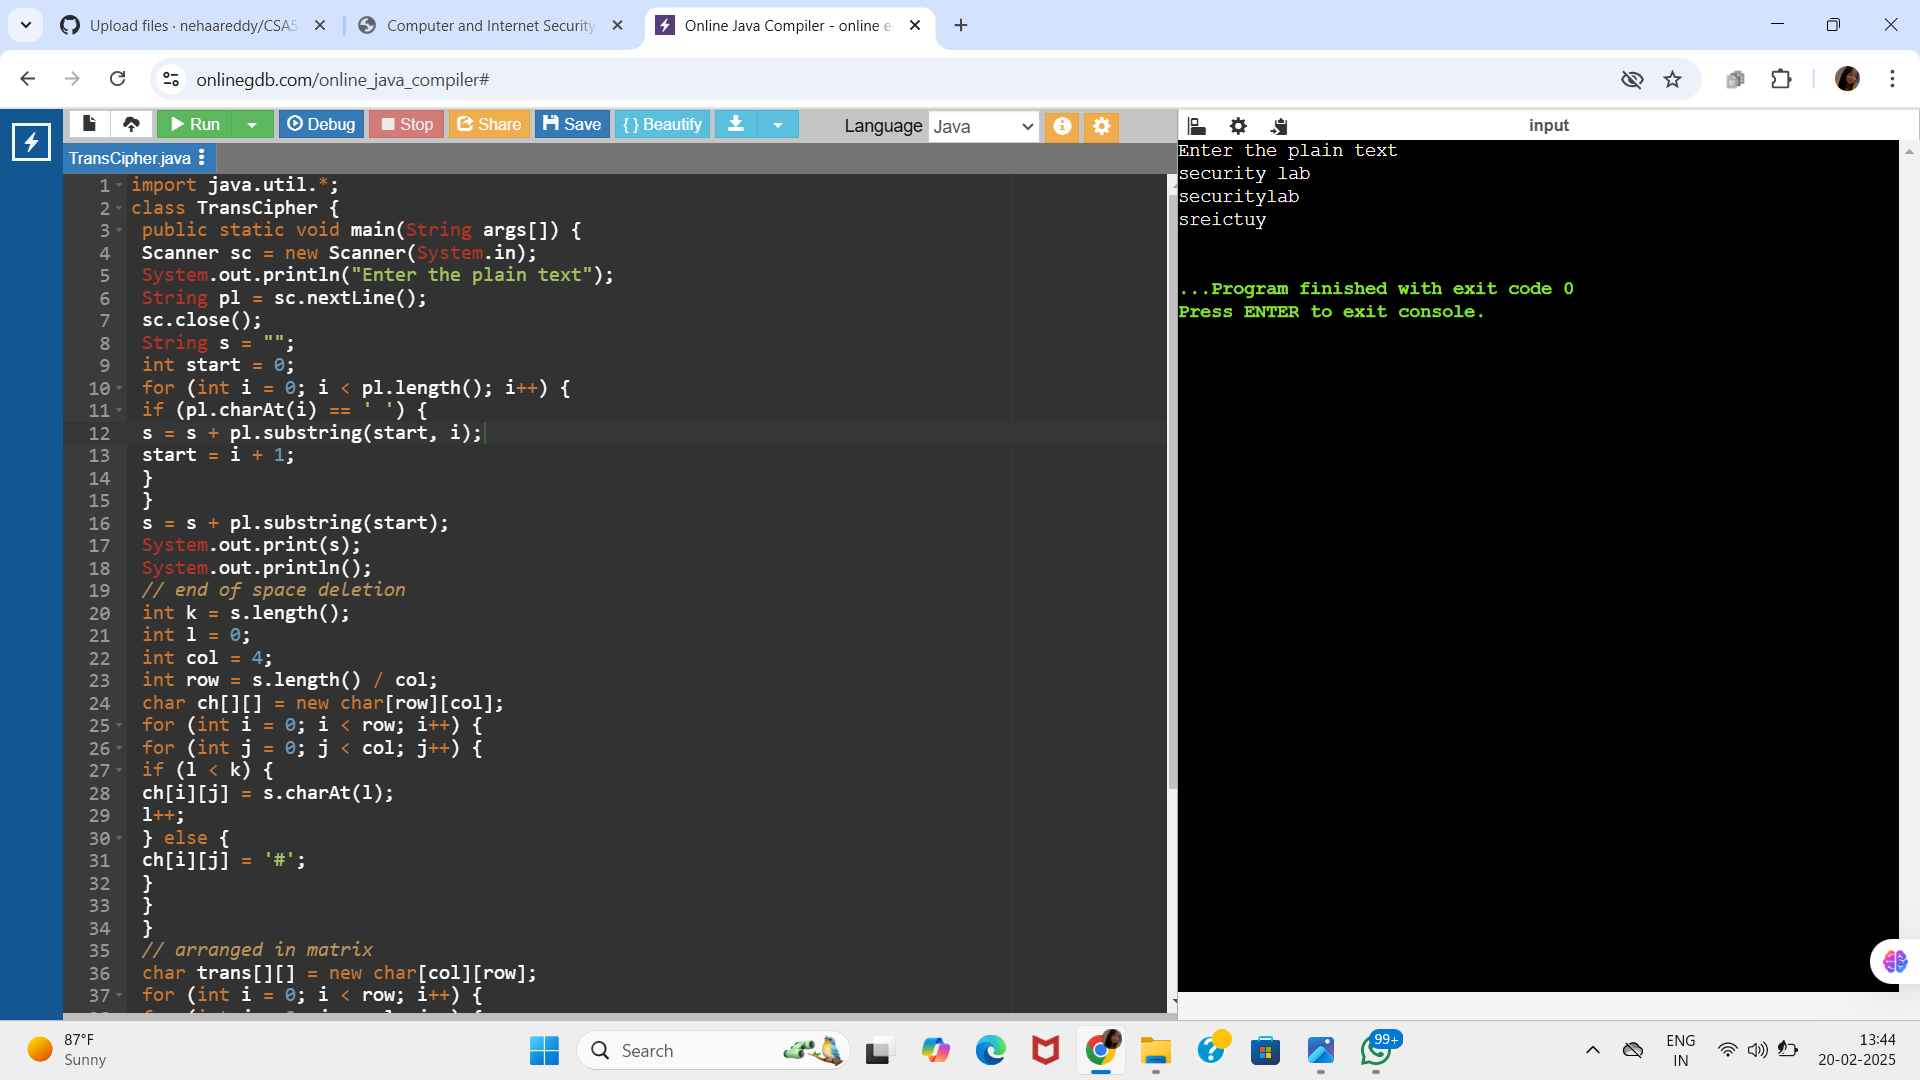 Upload files · nehaareddy/CSA5
Computer and Internet Security
Online Java Compiler - online e
onlinegdb.com/online_java_compiler#
Run
Debug
Stop
Share
Save
{ } Beautify
Language
Java
input
TransCipher.java
1 import java.util.*;
2 class TransCipher {
3 public static void main(String args[]) {
4 Scanner sc = new Scanner(System.in);
5 System.out.println("Enter the plain text");
6 String pl = sc.nextLine();
7 sc.close();
8 String s = "";
9 int start = 0;
10 for (int i = 0; i < pl.length(); i++) {
11 if (pl.charAt(i) == ' ') {
12 s = s + pl.substring(start, i);
13 start = i + 1;
14 }
15 }
16 s = s + pl.substring(start);
17 System.out.print(s);
18 System.out.println();
19 // end of space deletion
20 int k = s.length();
21 int l = 0;
22 int col = 4;
23 int row = s.length() / col;
24 char ch[][] = new char[row][col];
25 for (int i = 0; i < row; i++) {
26 for (int j = 0; j < col; j++) {
27 if (l < k) {
28 ch[i][j] = s.charAt(l);
29 l++;
30 } else {
31 ch[i][j] = '#';
32 }
33 }
34 }
35 // arranged in matrix
36 char trans[][] = new char[col][row];
37 for (int i = 0; i < row; i++) {
Enter the plain text
security lab
securitylab
sreictuy
...Program finished with exit code 0
Press ENTER to exit console.
87°F
Sunny
Search
99+
ENG
IN
13:44
20-02-2025